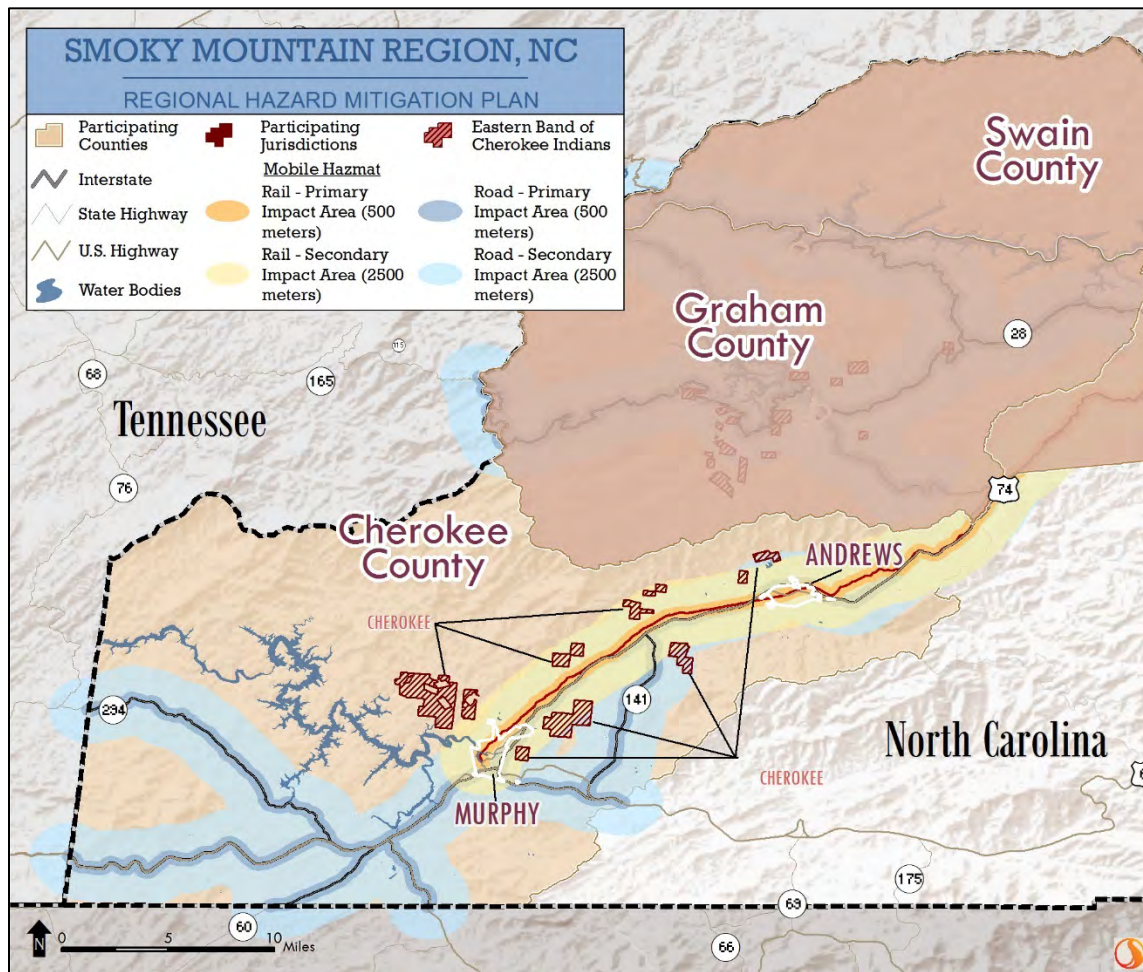 SMOKY MOUNTAIN REGION, NC
REGIONAL HAZARD MITIGATION PLAN
Participating
Counties
Participating
Jurisdictions
Eastern Band of
Cherokee Indians
Mobile Hazmat
Interstate
State Highway
U.S. Highway
Water Bodies
Rail - Primary
Impact Area (500
meters)
Road - Primary
Impact Area (500
meters)
Rail - Secondary
Impact Area (2500
meters)
Road - Secondary
Impact Area (2500
meters)
Swain
County
Graham
County
28
115
68
165
Tennessee
76
74
Cherokee
County
ANDREWS
CHEROKEE
294
141
North Carolina
CHEROKEE
MURPHY
175
69
60
66
N
0 5 10 Miles